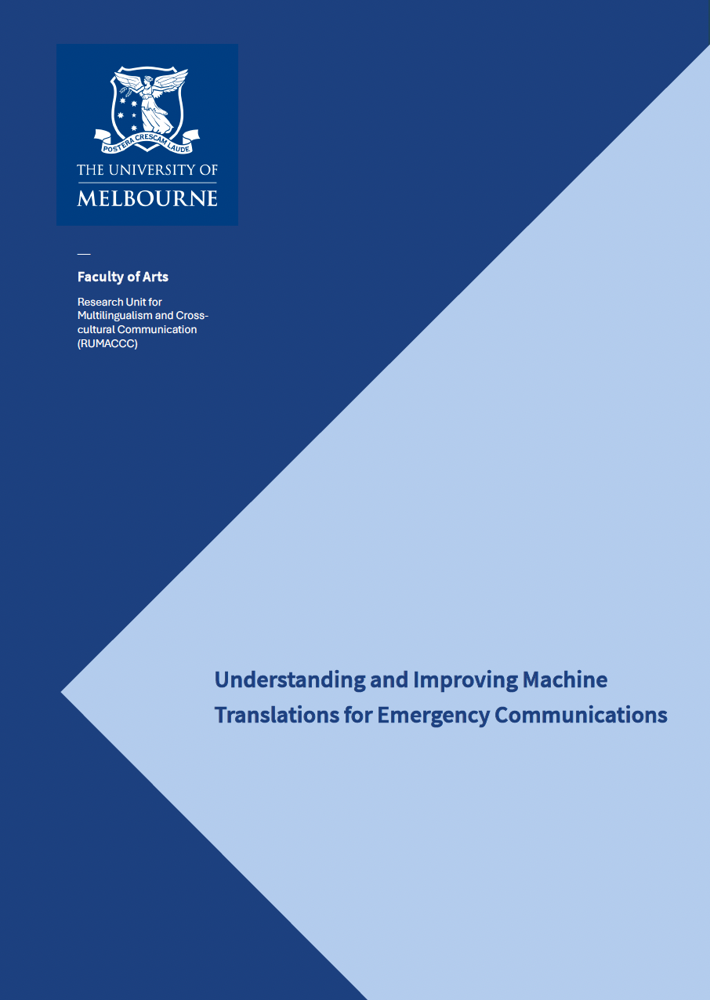 POSTERA CRESCAM LAUDE
THE UNIVERSITY OF
MELBOURNE
—
Faculty of Arts
Research Unit for
Multilingualism and Cross-
cultural Communication
(RUMACCC)
Understanding and Improving Machine
Translations for Emergency Communications